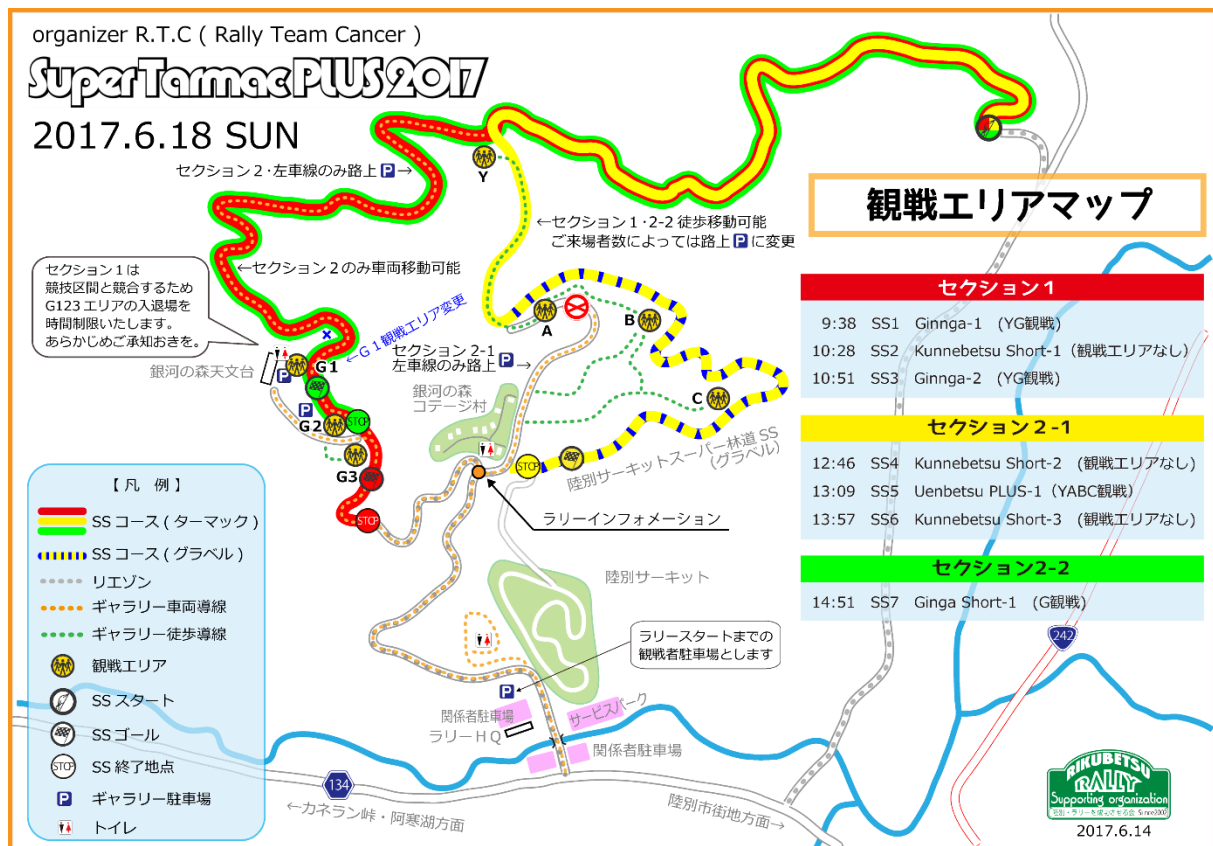 organizer R.T.C ( Rally Team Cancer )
SuperTarmacPLUS2017
2017.6.18 SUN
セクション２･左車線のみ路上P→
Y
←セクション１･２-２徒歩移動可能
ご来場者数によっては路上Pに変更
観戦エリアマップ
←セクション２のみ車両移動可能
セクション１は
競技区間と競合するため
G123エリアの入退場を
時間制限いたします。
あらかじめご承知おきを。
←Ｇ１観戦エリア変更
銀河の森天文台
P
G1
P
G2
STOP
G3
STOP
セクション 2-1
左車線のみ路上P→
A
B
C
銀河の森
コテージ村
STOP
陸別サーキットスーパー林道 SS
（グラベル）
ラリーインフォメーション
陸別サーキット
ラリースタートまでの
観戦者駐車場とします
P
関係者駐車場
サービスパーク
ラリーＨＱ
関係者駐車場
134
←カネラン峠・阿寒湖方面
陸別市街地方面→
242
セクション１
9:38 SS1 Ginnga-1 (YG観戦)
10:28 SS2 Kunnebetsu Short-1（観戦エリアなし）
10:51 SS3 Ginnga-2 (YG観戦)
セクション２-１
12:46 SS4 Kunnebetsu Short-2 (観戦エリアなし)
13:09 SS5 Uenbetsu PLUS-1（YABC観戦）
13:57 SS6 Kunnebetsu Short-3 (観戦エリアなし)
セクション2-2
14:51 SS7 Ginga Short-1 (G観戦)
【 凡 例 】
SSコース ( ターマック )
SSコース ( グラベル )
リエゾン
ギャラリー車両導線
ギャラリー徒歩導線
観戦エリア
SSスタート
SSゴール
STOP SS終了地点
P ギャラリー駐車場
トイレ
RIKUBETSU
RALLY
Supporting organization
2017.6.14